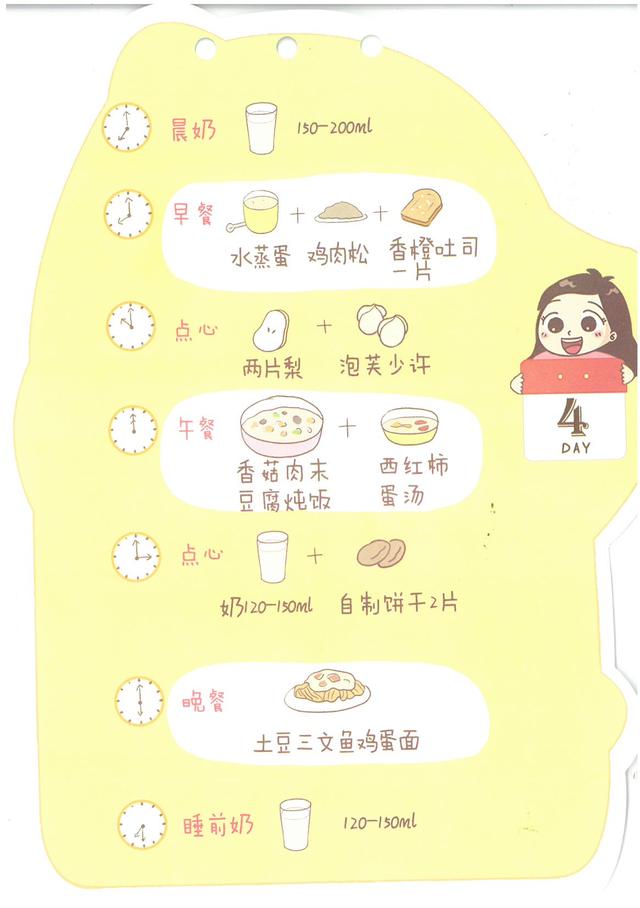 晨奶 150-200ml
早餐 + +
水蒸蛋 鸡肉松 香橙吐司
一片
点心 +
两片梨 泡芙少许
午餐 +
香菇肉末 西红柿
豆腐炖饭 蛋汤
4
DAY
点心 +
奶120-150ml 自制饼干2片
晚餐
土豆三文鱼鸡蛋面
睡前奶 120-150ml